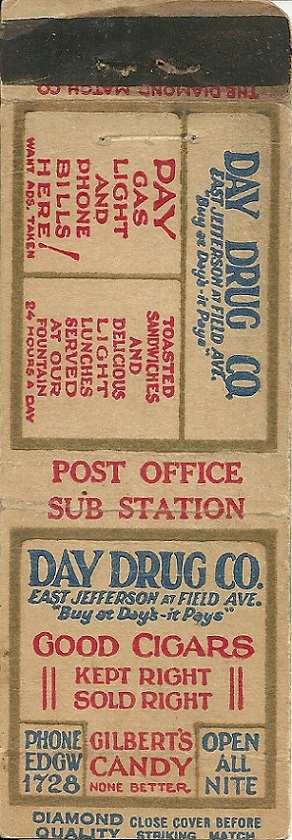 THE DIAMOND MATCH CO
DAY DRUG CO.
EAST JEFFERSON AT FIELD AVE.
"Buy at Day's-it Pays"
PAY
GAS
LIGHT
AND
PHONE
BILLS
HERE!
WANT ADS. TAKEN
TOASTED
SANDWICHES
AND
DELICIOUS
LIGHT
LUNCHES
SERVED
AT OUR
FOUNTAIN
24 HOURS A DAY
POST OFFICE
SUB STATION
DAY DRUG CO.
EAST JEFFERSON AT FIELD AVE.
"Buy at Day's-it Pays"
GOOD CIGARS
KEPT RIGHT
SOLD RIGHT
PHONE
EDGW
1728
GILBERT'S
CANDY
NONE BETTER
OPEN
ALL
NITE
DIAMOND
QUALITY
CLOSE COVER BEFORE
STRIKING MATCH